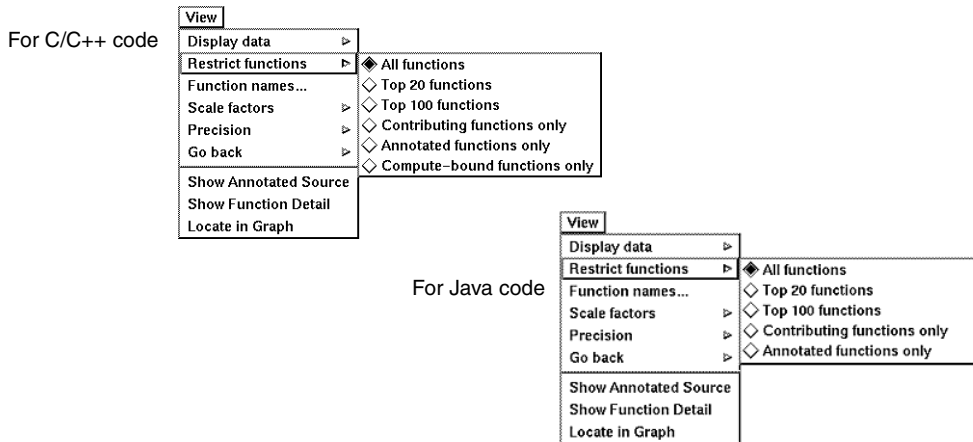 View
For C/C++ code
Display data
Restrict functions
Function names...
Scale factors
Precision
Go back
Show Annotated Source
Show Function Detail
Locate in Graph
All functions
Top 20 functions
Top 100 functions
Contributing functions only
Annotated functions only
Compute-bound functions only
View
For Java code
Display data
Restrict functions
Function names...
Scale factors
Precision
Go back
Show Annotated Source
Show Function Detail
Locate in Graph
All functions
Top 20 functions
Top 100 functions
Contributing functions only
Annotated functions only